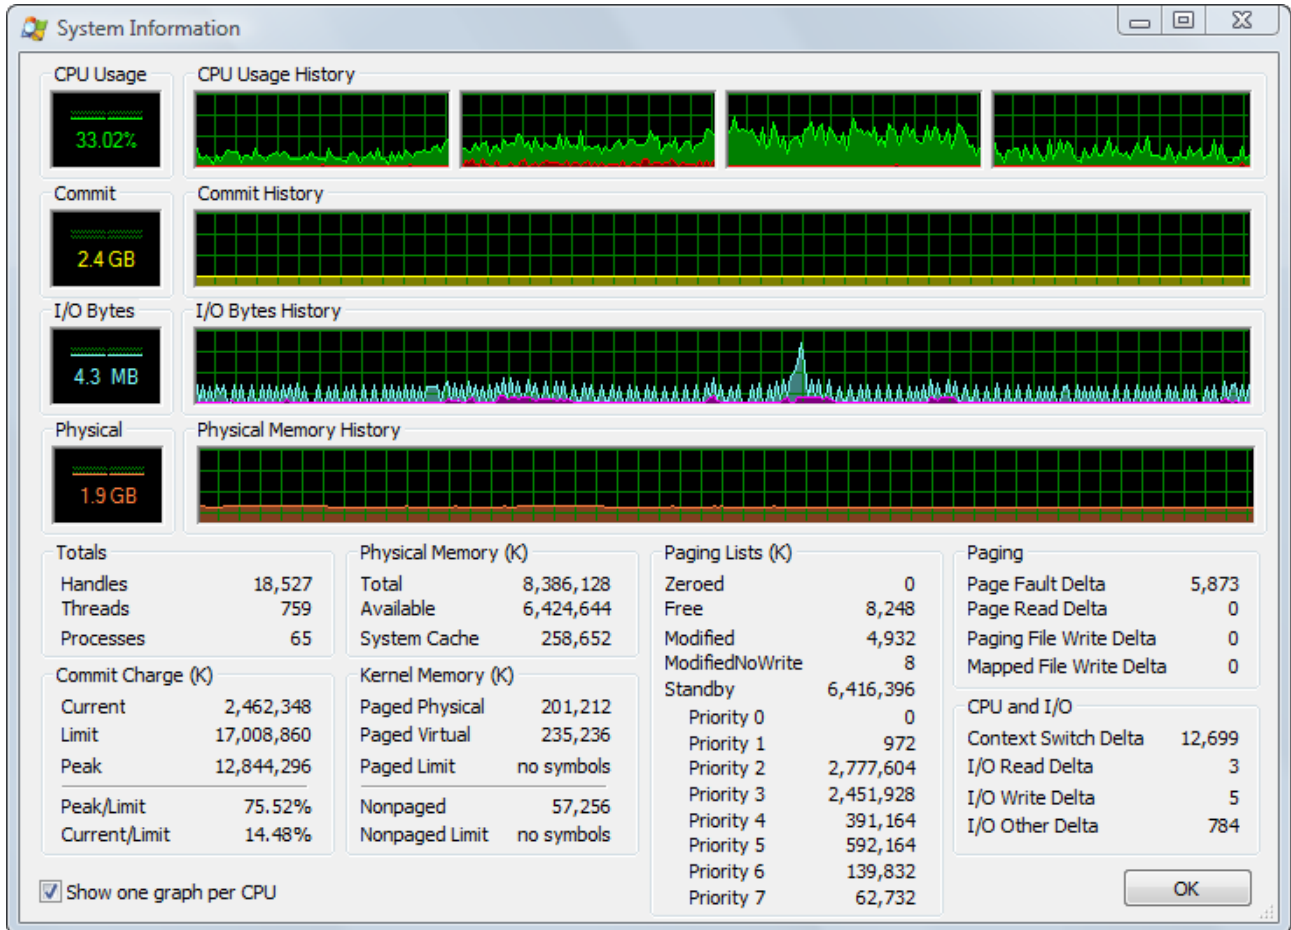 System Information
CPU Usage
CPU Usage History
33.02%
Commit
Commit History
2.4 GB
I/O Bytes
I/O Bytes History
4.3 MB
Physical
Physical Memory History
1.9 GB
Totals
Handles 18,527
Threads 759
Processes 65
Commit Charge (K)
Current 2,462,348
Limit 17,008,860
Peak 12,844,296
Peak/Limit 75.52%
Current/Limit 14.48%
Physical Memory (K)
Total 8,386,128
Available 6,424,644
System Cache 258,652
Kernel Memory (K)
Paged Physical 201,212
Paged Virtual 235,236
Paged Limit no symbols
Nonpaged 57,256
Nonpaged Limit no symbols
Paging Lists (K)
Zeroed 0
Free 8,248
Modified 4,932
ModifiedNoWrite 8
Standby 6,416,396
Priority 0 0
Priority 1 972
Priority 2 2,777,604
Priority 3 2,451,928
Priority 4 391,164
Priority 5 592,164
Priority 6 139,832
Priority 7 62,732
Paging
Page Fault Delta 5,873
Page Read Delta 0
Paging File Write Delta 0
Mapped File Write Delta 0
CPU and I/O
Context Switch Delta 12,699
I/O Read Delta 3
I/O Write Delta 5
I/O Other Delta 784
Show one graph per CPU
OK